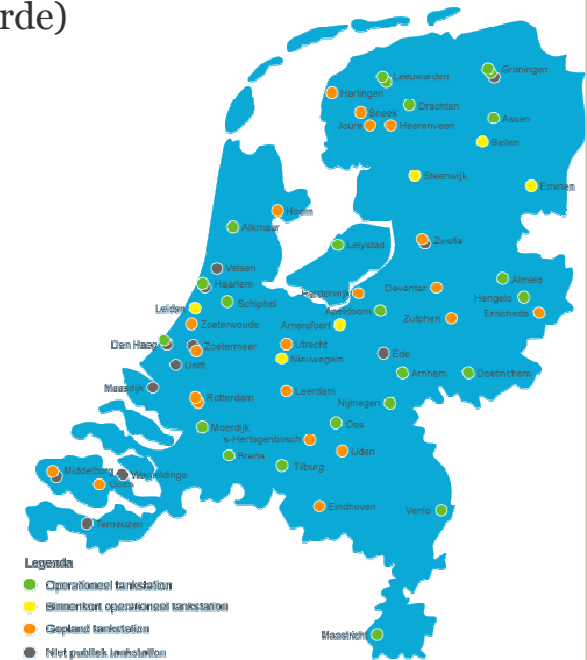 rde)
Leeuwarden
Groningen
Harlingen
Drachten
Sneek
Joure
Heerenveen
Assen
Beilen
Steenwijk
Emmen
Hoorn
Alkmaar
Lelystad
Zwolle
Velsen
Haarlem
Almelo
Harderwijk
Deventer
Hengelo
Schiphol
Leiden
Apeldoorn
Enschede
Zoeterwoude
Amersfoort
Zutphen
Den Haag
Zoetermeer
Utrecht
Nieuwegein
Ede
Delft
Arnhem
Doetinchem
Maasdijk
Leerdam
Rotterdam
Nijmegen
Moerdijk
Oss
's-Hertogenbosch
Uden
Breda
Tilburg
Middelburg
Wemeldinge
Goes
Eindhoven
Venlo
Terneuzen
Legenda
Operationeel tankstation
Binnenkort operationeel tankstation
Gepland tankstation
Niet publiek tankstation
Maastricht